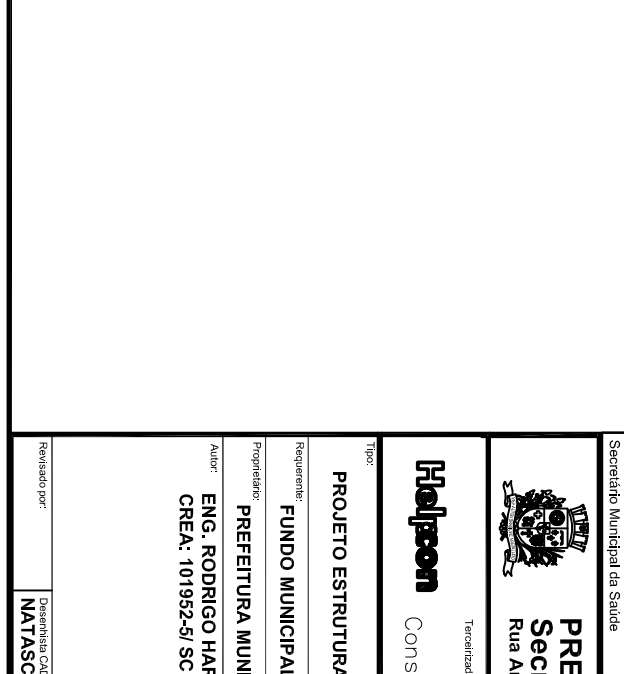 Secretário Municipal da Saúde
PRE
Sec
Rua A
Terceirizad
Helpcon
Cons
Tipo:
PROJETO ESTRUTURA
Requerente:
FUNDO MUNICIPAL
Proprietário:
PREFEITURA MUNI
Autor:
ENG. RODRIGO HAR
CREA: 101952-5/ SC
Revisado por:
Desenhista CAD
NATASC